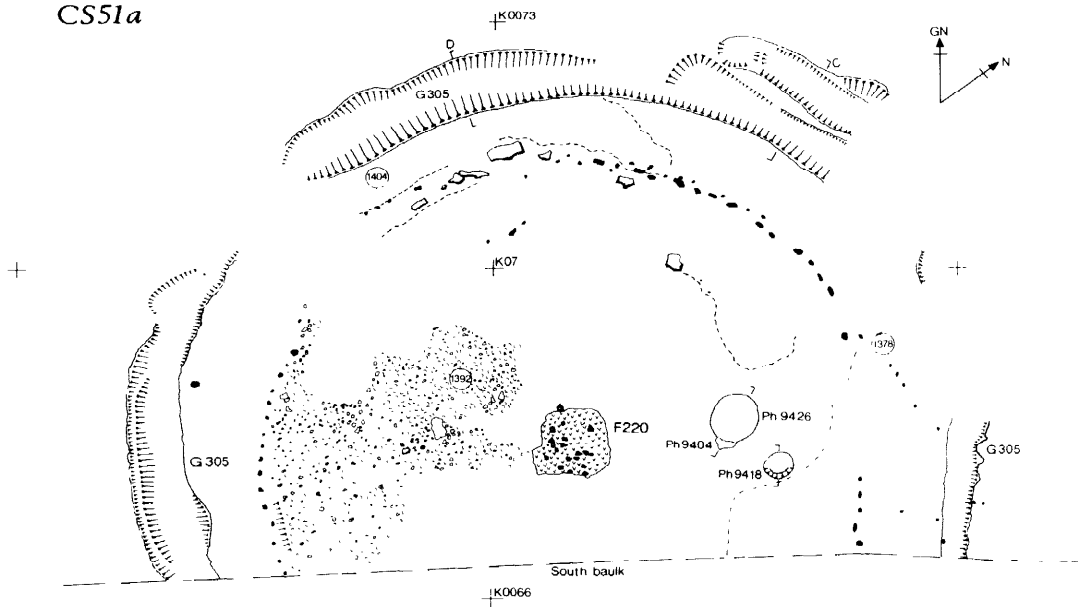 CS51a
K0073
GN
N
D
C
G305
1404
K07
1378
1392
F220
Ph 9426
Ph9404
Ph9418
G305
G305
South baulk
K0066